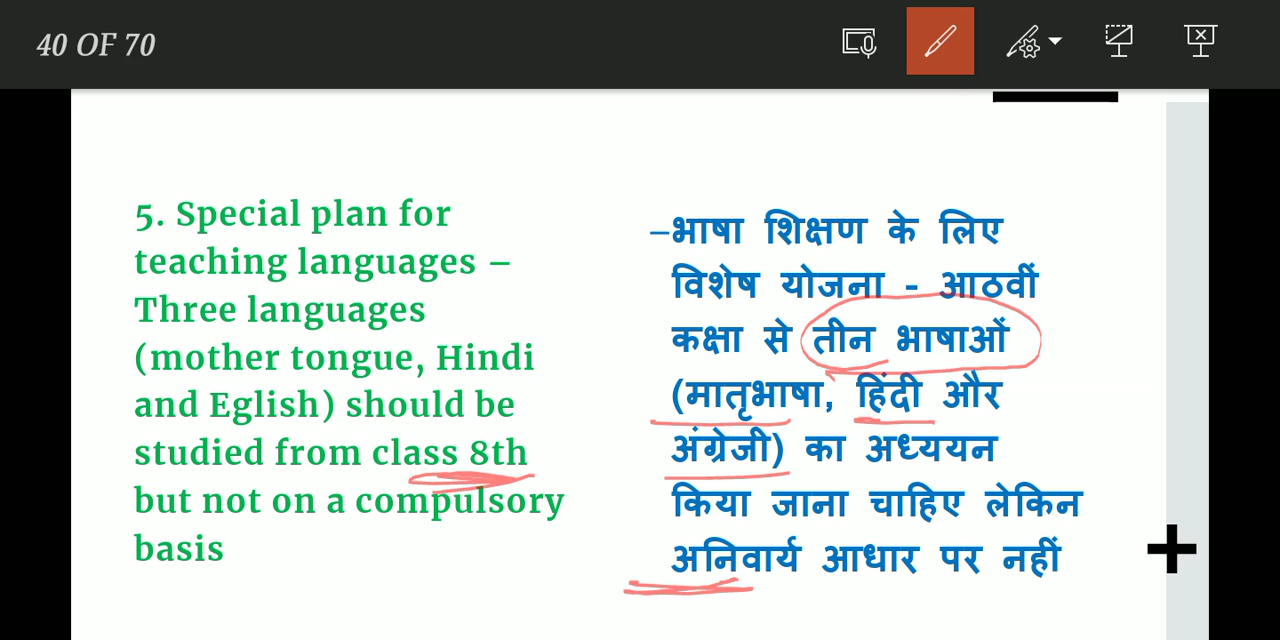 40 OF 70
5. Special plan for
teaching languages –
Three languages
(mother tongue, Hindi
and Eglish) should be
studied from class 8th
but not on a compulsory
basis
–भाषा शिक्षण के लिए
विशेष योजना - आठवीं
कक्षा से तीन भाषाओं
(मातृभाषा, हिंदी और
अंग्रेजी) का अध्ययन
किया जाना चाहिए लेकिन
अनिवार्य आधार पर नहीं